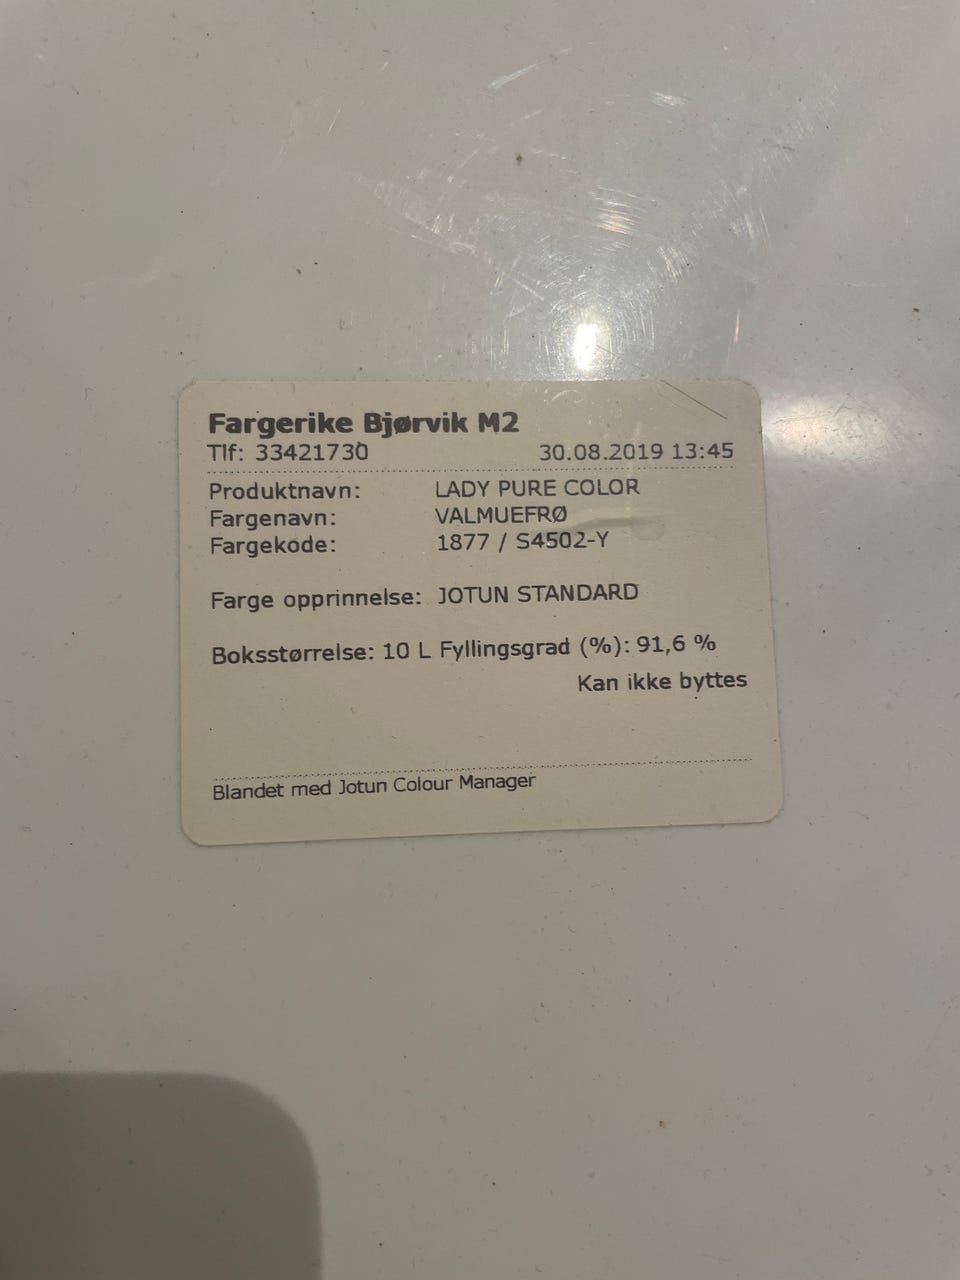 Fargerike Bjørvik M2
Tlf: 33421730 30.08.2019 13:45
Produktnavn: LADY PURE COLOR
Fargenavn: VALMUEFRØ
Fargekode: 1877 / S4502-Y
Farge opprinnelse: JOTUN STANDARD
Boksstørrelse: 10 L Fyllingsgrad (%): 91,6 %
Kan ikke byttes
Blandet med Jotun Colour Manager